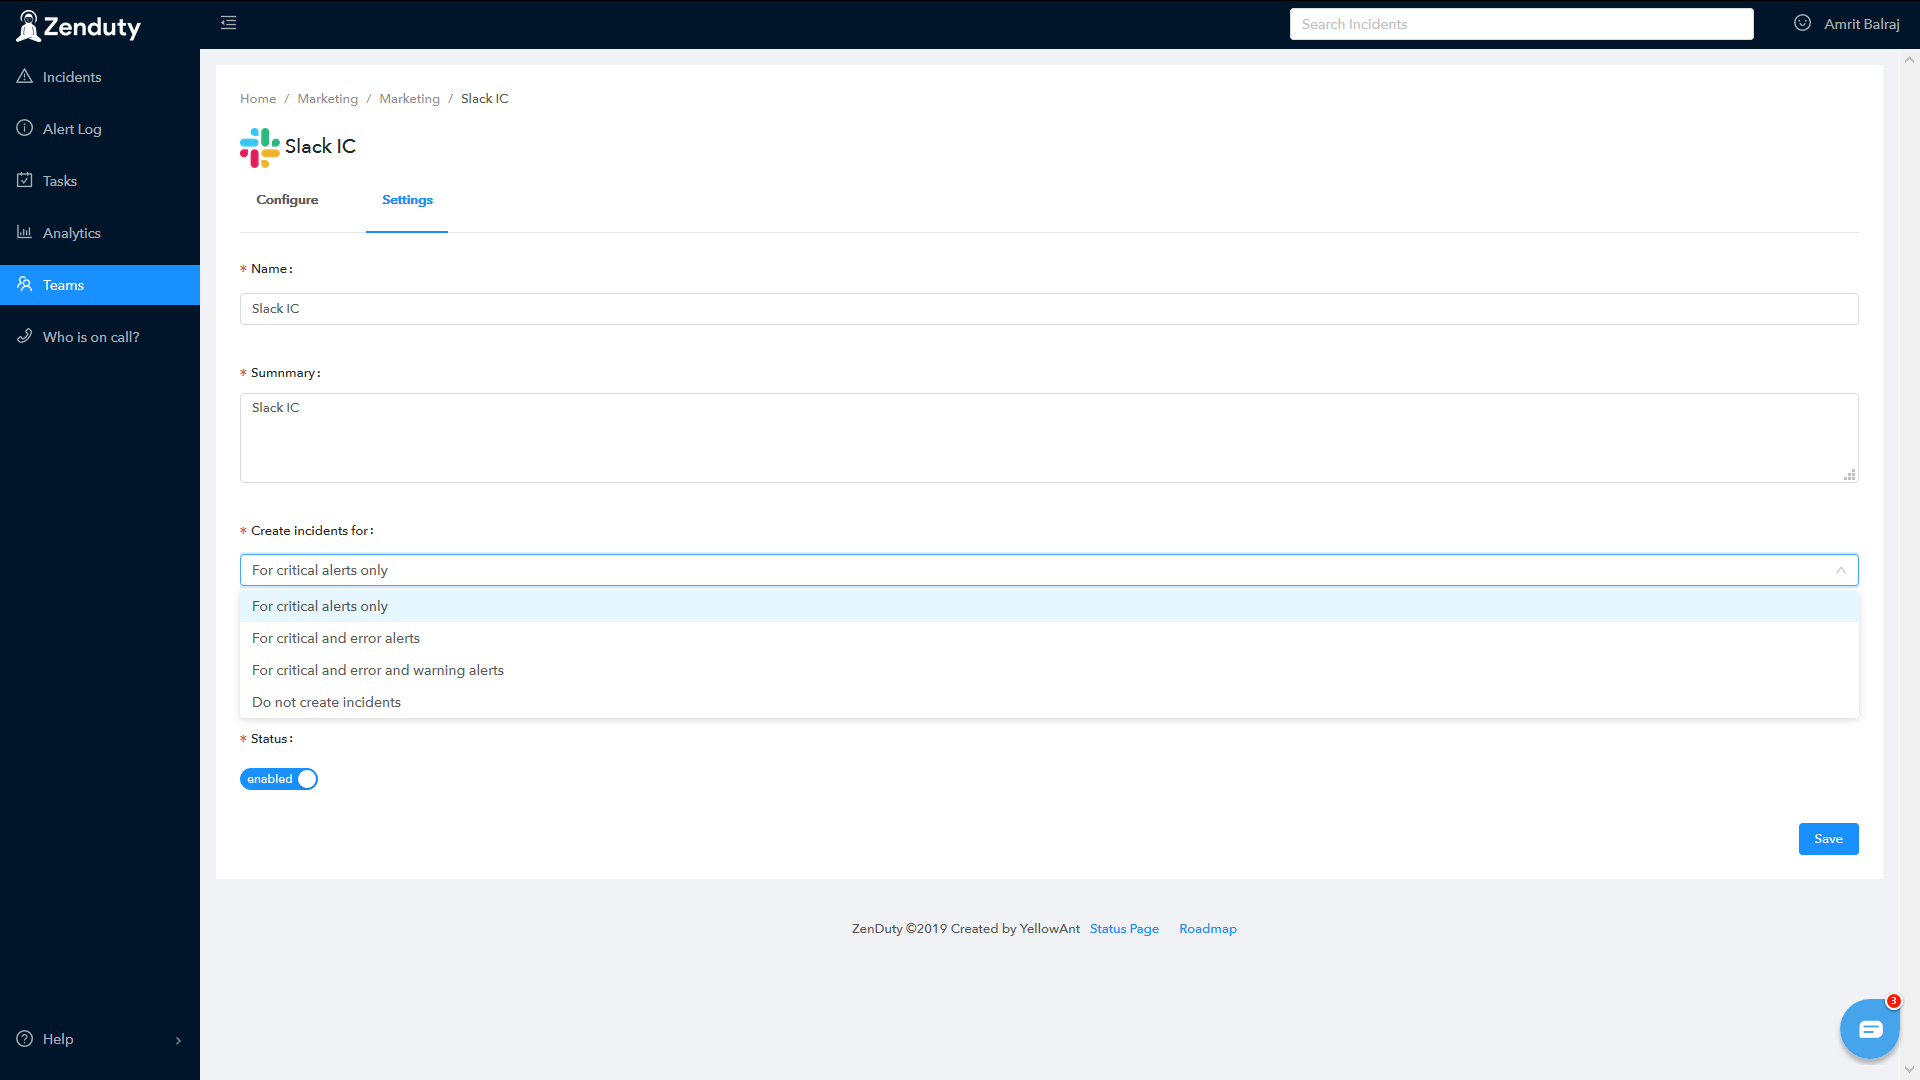 Zenduty
Search Incidents
Amrit Balraj
Incidents
Alert Log
Tasks
Analytics
Teams
Who is on call?
Help
Home / Marketing / Marketing / Slack IC
Slack IC
Configure
Settings
* Name:
Slack IC
* Sumnmary:
Slack IC
* Create incidents for:
For critical alerts only
For critical alerts only
For critical and error alerts
For critical and error and warning alerts
Do not create incidents
* Status:
enabled
Save
ZenDuty ©2019 Created by YellowAnt Status Page Roadmap
3